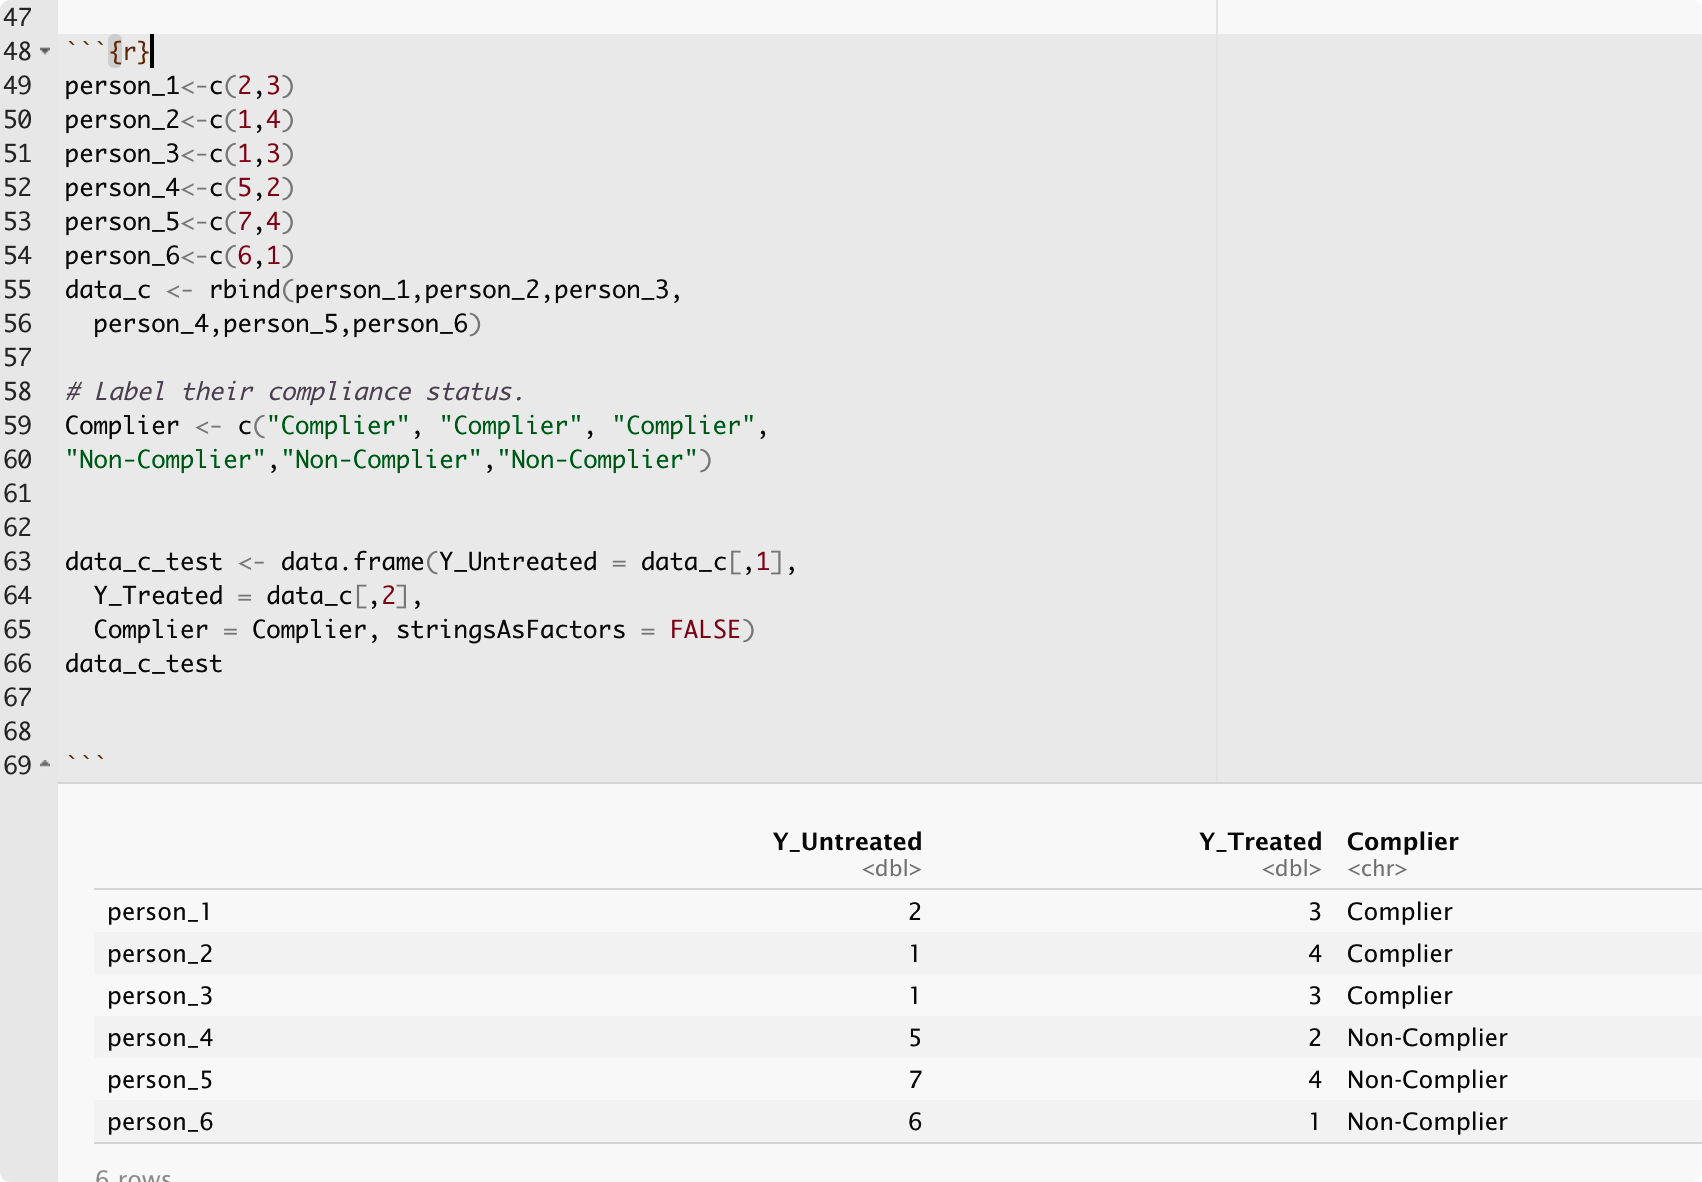 47
48 ```{r}
49 person_1<-c(2,3)
50 person_2<-c(1,4)
51 person_3<-c(1,3)
52 person_4<-c(5,2)
53 person_5<-c(7,4)
54 person_6<-c(6,1)
55 data_c <- rbind(person_1,person_2,person_3,
56   person_4,person_5,person_6)
57
58 # Label their compliance status.
59 Complier <- c("Complier", "Complier", "Complier",
60 "Non-Complier","Non-Complier","Non-Complier")
61
62
63 data_c_test <- data.frame(Y_Untreated = data_c[,1],
64   Y_Treated = data_c[,2],
65   Complier = Complier, stringsAsFactors = FALSE)
66 data_c_test
67
68
69 ```
Y_Untreated Y_Treated Complier
<dbl> <dbl> <chr>
person_1 2 3 Complier
person_2 1 4 Complier
person_3 1 3 Complier
person_4 5 2 Non-Complier
person_5 7 4 Non-Complier
person_6 6 1 Non-Complier
6 rows